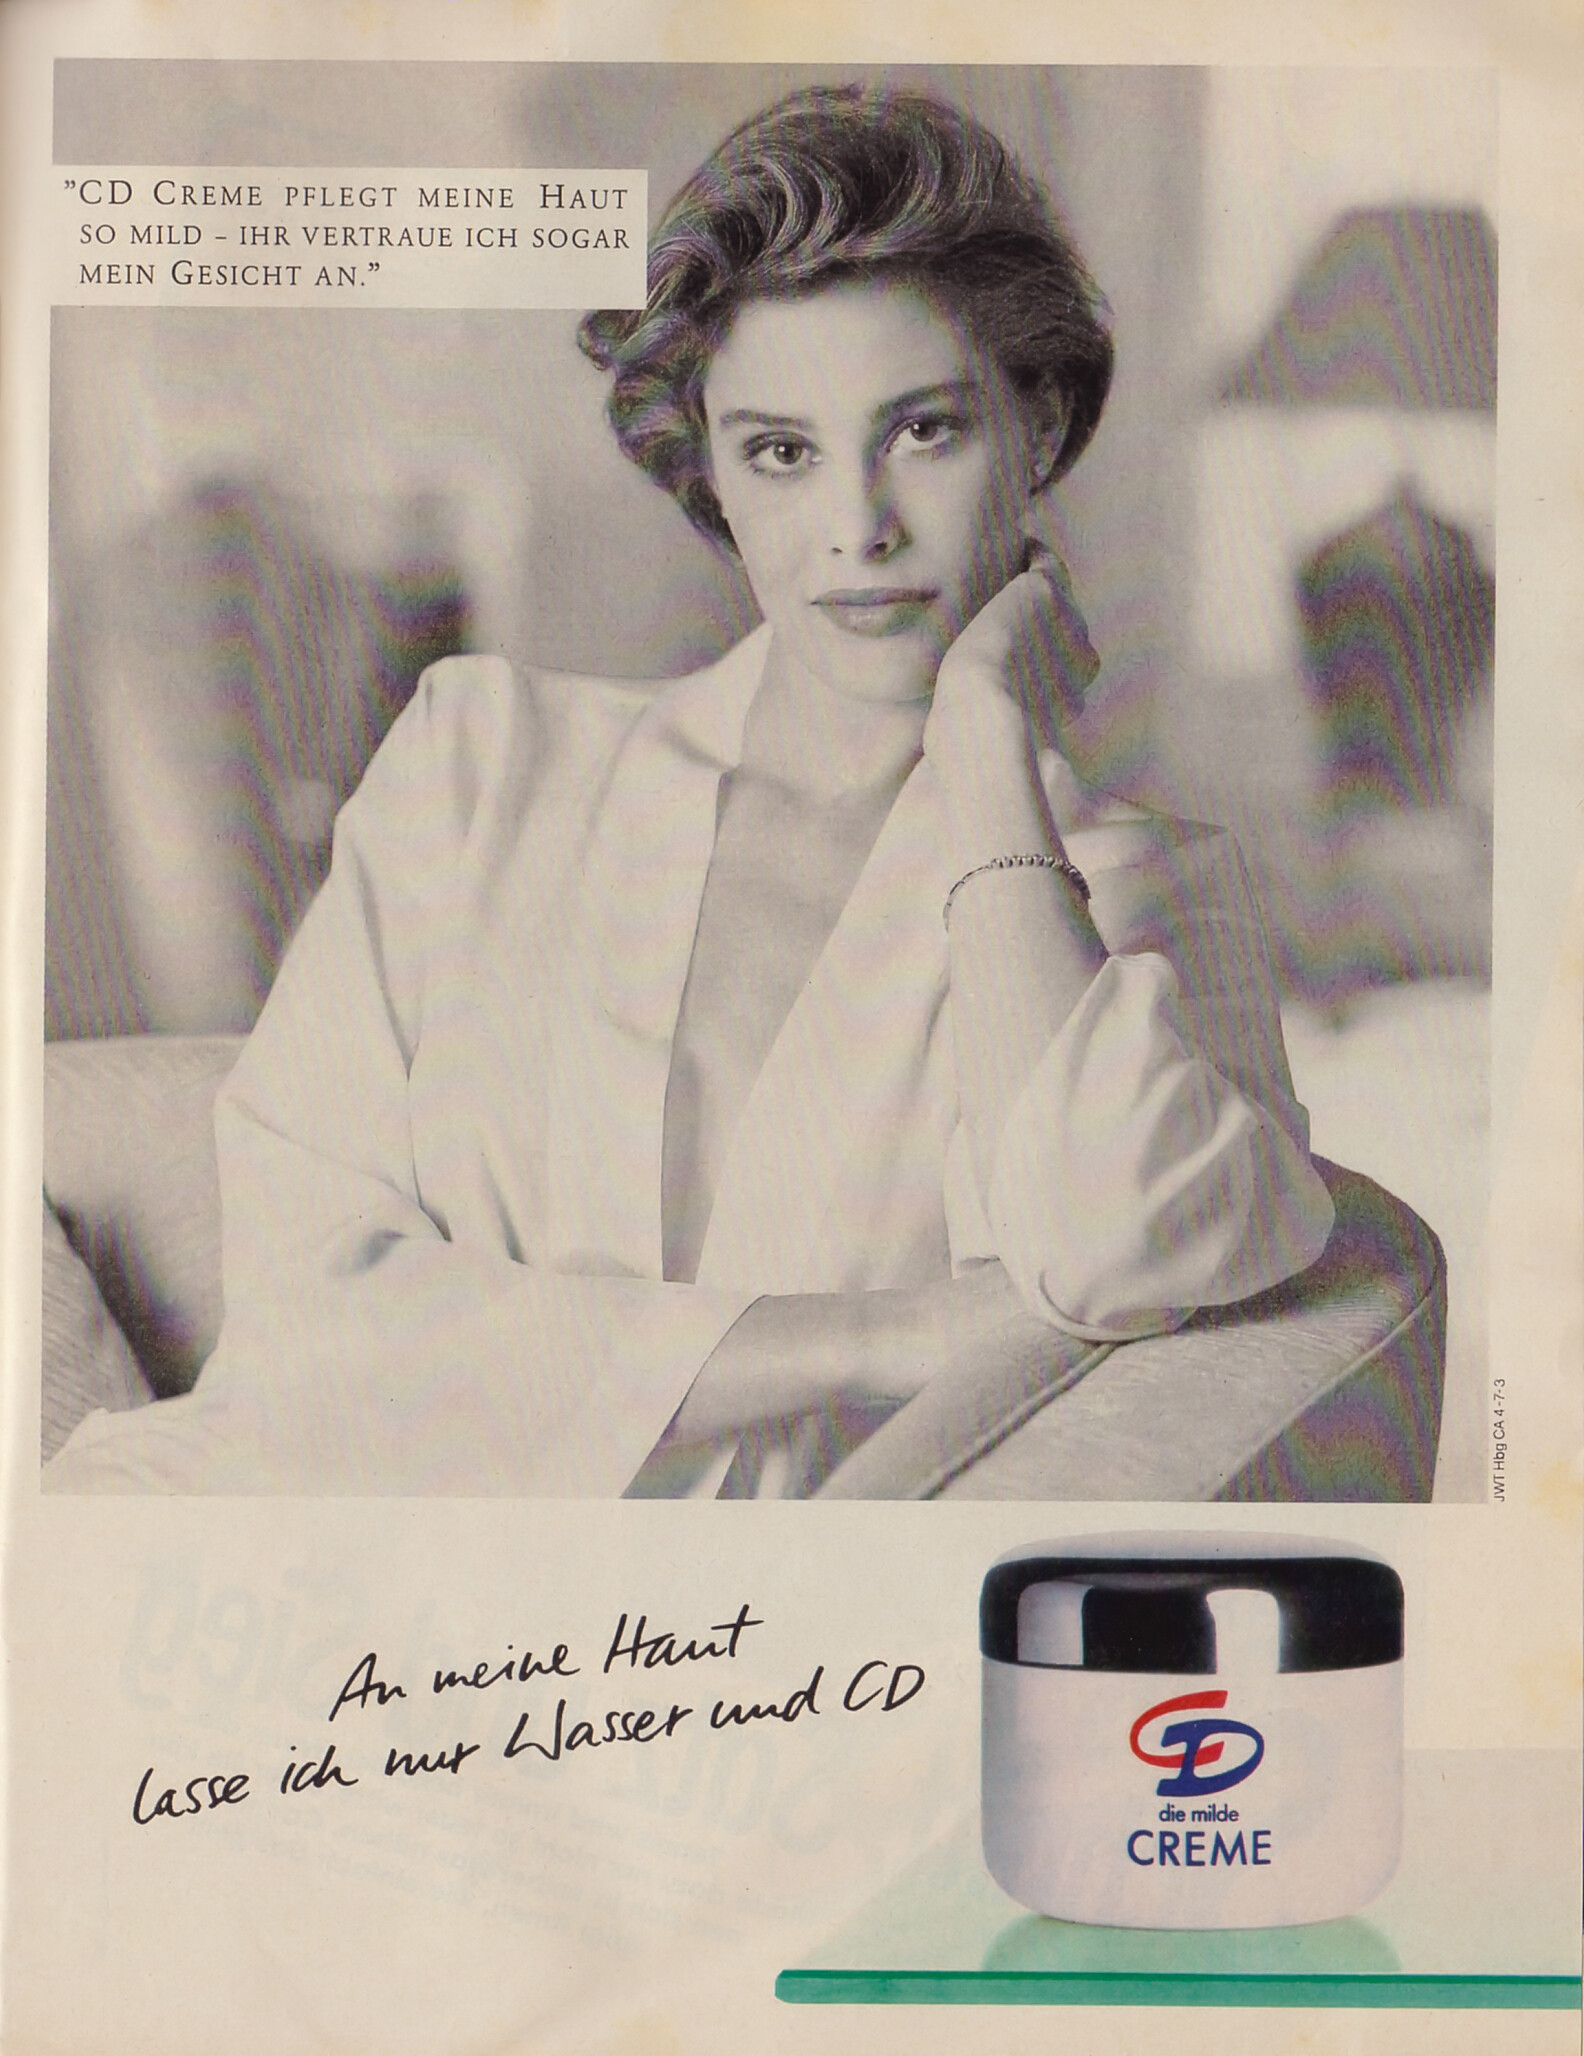 ”CD CREME PFLEGT MEINE HAUT
SO MILD – IHR VERTRAUE ICH SOGAR
MEIN GESICHT AN.”
JWT Hbg CA 4-7-3
An meine Haut
lasse ich nur Wasser und CD
CD
die milde
CREME